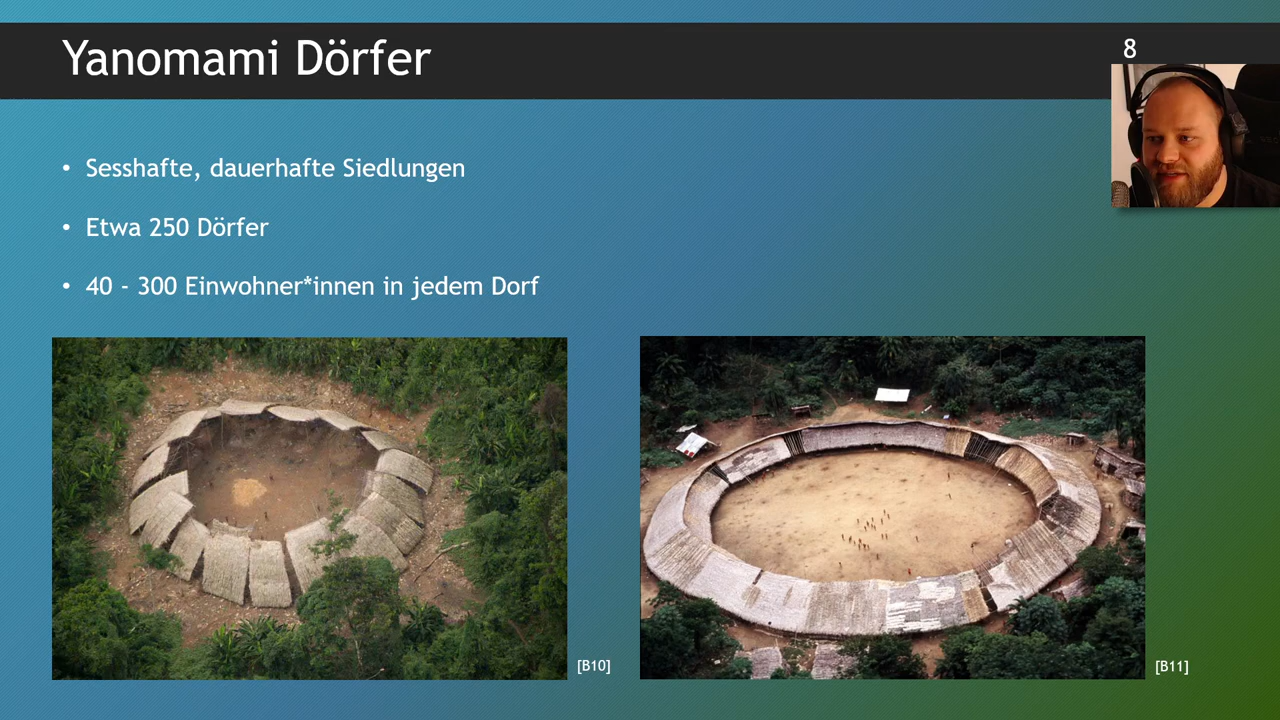 Yanomami Dörfer
8
• Sesshafte, dauerhafte Siedlungen
• Etwa 250 Dörfer
• 40 - 300 Einwohner*innen in jedem Dorf
[B10]
[B11]